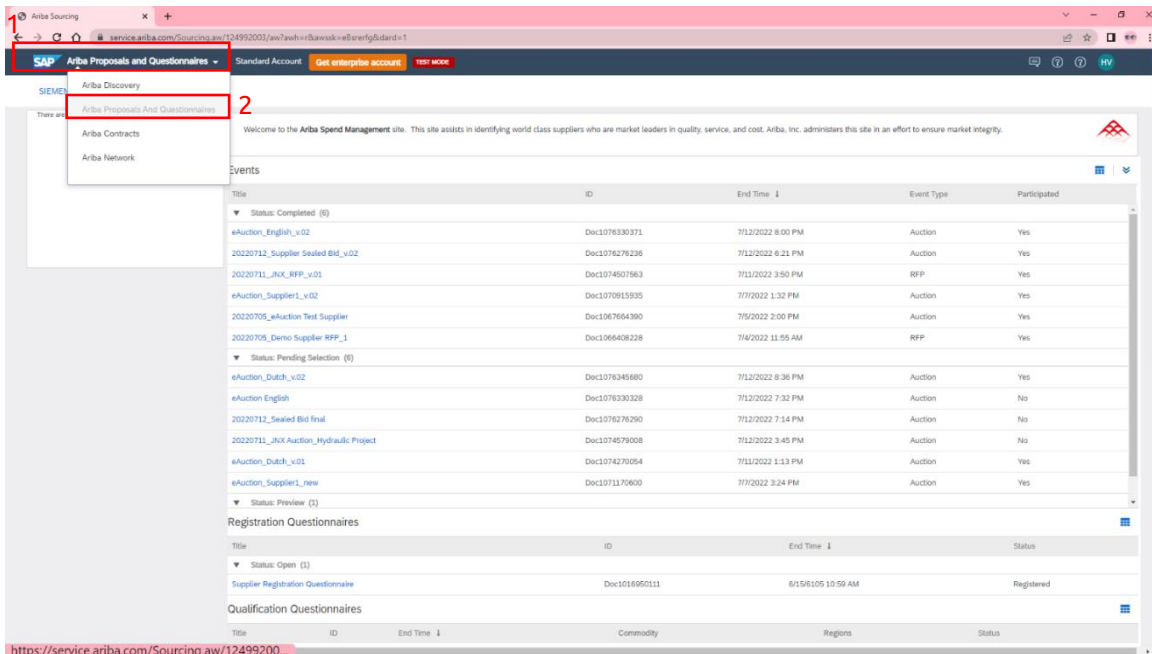 1
Ariba Sourcing
service.ariba.com/Sourcing.aw/124992003/aw?awh=r&awssk=eBsrerfg&dard=1
SAP Ariba Proposals and Questionnaires Standard Account Get enterprise account TEST MODE HV
Ariba Discovery
SIEMEN
Ariba Proposals And Questionnaires 2
There are
Ariba Contracts
Welcome to the Ariba Spend Management site. This site assists in identifying world class suppliers who are market leaders in quality, service, and cost. Ariba, Inc. administers this site in an effort to ensure market integrity.
Ariba Network
Events
Title ID End Time ↓ Event Type Participated
▼ Status: Completed (6)
eAuction_English_v.02 Doc1076330371 7/12/2022 8:00 PM Auction Yes
20220712_Supplier Sealed Bid_v.02 Doc1076276236 7/12/2022 6:21 PM Auction Yes
20220711_JNX_RFP_v.01 Doc1074507563 7/11/2022 3:50 PM RFP Yes
eAuction_Supplier1_v.02 Doc1070915935 7/7/2022 1:32 PM Auction Yes
20220705_eAuction Test Supplier Doc1067664390 7/5/2022 2:00 PM Auction Yes
20220705_Demo Supplier RFP_1 Doc1066408228 7/4/2022 11:55 AM RFP Yes
▼ Status: Pending Selection (6)
eAuction_Dutch_v.02 Doc1076345680 7/12/2022 8:36 PM Auction Yes
eAuction English Doc1076330328 7/12/2022 7:32 PM Auction No
20220712_Sealed Bid final Doc1076276290 7/12/2022 7:14 PM Auction No
20220711_JNX Auction_Hydraulic Project Doc1074579008 7/12/2022 3:45 PM Auction No
eAuction_Dutch_v.01 Doc1074270054 7/11/2022 1:13 PM Auction Yes
eAuction_Supplier1_new Doc1071170600 7/7/2022 3:24 PM Auction Yes
▼ Status: Preview (1)
Registration Questionnaires
Title ID End Time ↓ Status
▼ Status: Open (1)
Supplier Registration Questionnaire Doc1016950111 6/15/6105 10:59 AM Registered
Qualification Questionnaires
Title ID End Time ↓ Commodity Regions Status
https://service.ariba.com/Sourcing.aw/12499200...